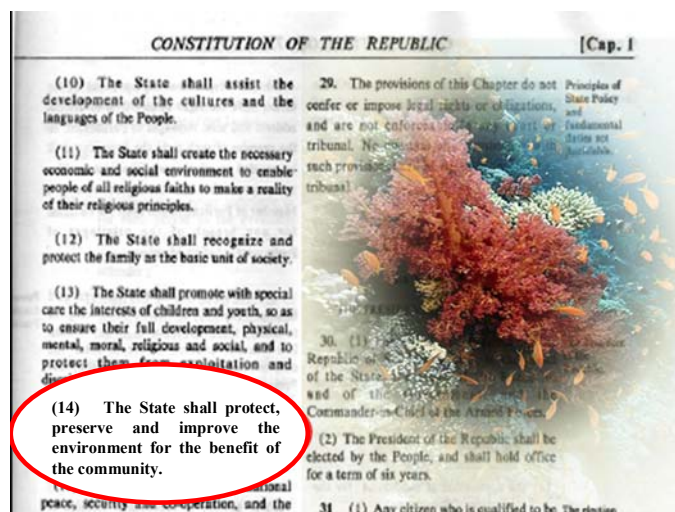 CONSTITUTION OF THE REPUBLIC [Cap. 1
(10) The State shall assist the
development of the cultures and the
languages of the People.
(11) The State shall create the necessary
economic and social environment to enable
people of all religious faiths to make a reality
of their religious principles.
(12) The State shall recognize and
protect the family as the basic unit of society.
(13) The State shall promote with special
care the interests of children and youth, so as
to ensure their full development, physical,
mental, moral, religious and social, and to
protect them from exploitation and
(14) The State shall protect,
preserve and improve the
environment for the benefit of
the community.
peace, security and co-operation, and the
29. The provisions of this Chapter do not
confer or impose legal rights or obligations,
and are not enforceable in any court or
tribunal. No
such provisions
tribunal
Principles of
State Policy
and
fundamental
duties not
justiciable.
30. (1)
Republic of
of the State,
and of the the
Commander-in-Chief of the Armed Forces.
(2) The President of the Republic shall be
elected by the People, and shall hold office
for a term of six years.
31 (1) Any citizen who is qualified to be The election